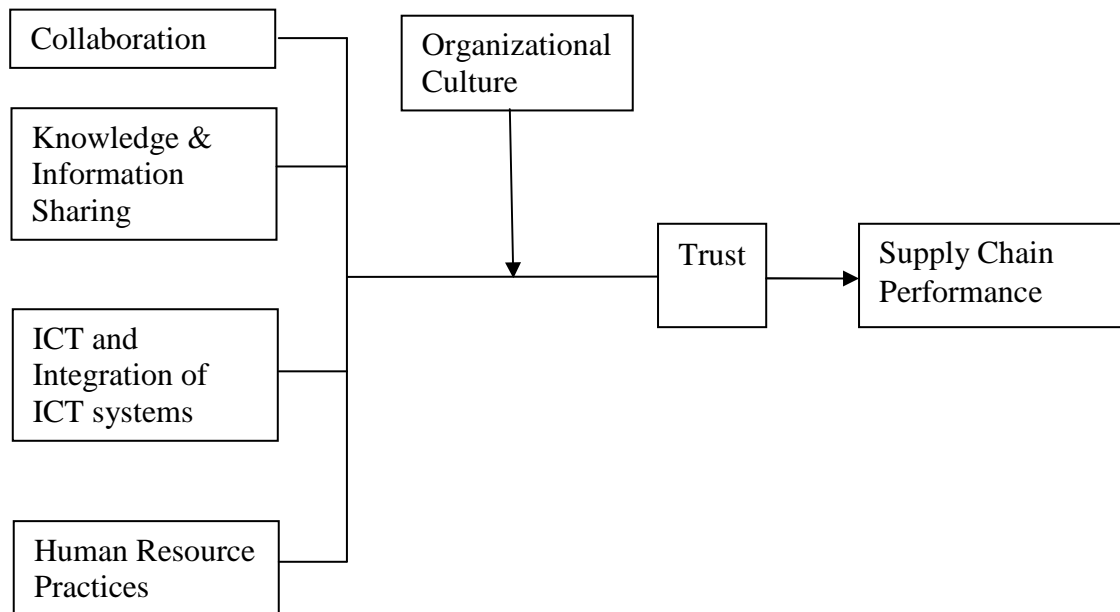 Collaboration
Organizational
Culture
Knowledge &
Information
Sharing
Trust
Supply Chain
Performance
ICT and
Integration of
ICT systems
Human Resource
Practices